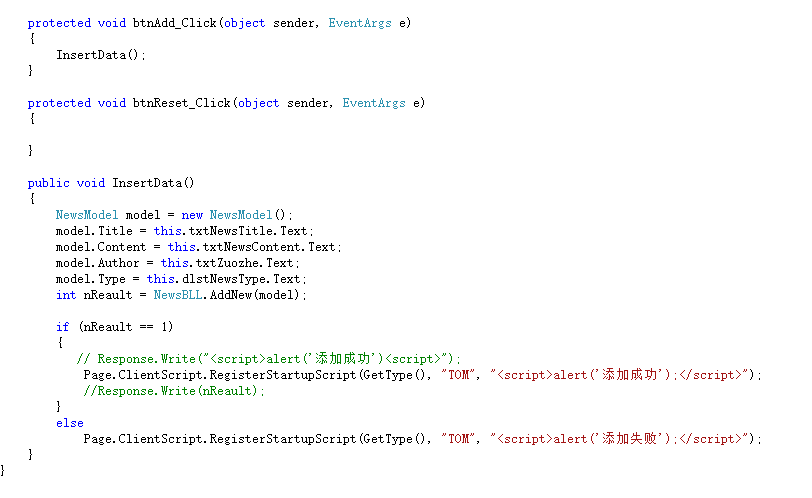 protected void btnAdd_Click(object sender, EventArgs e)
{
InsertData();
}
protected void btnReset_Click(object sender, EventArgs e)
{
}
public void InsertData()
{
NewsModel model = new NewsModel();
model.Title = this.txtNewsTitle.Text;
model.Content = this.txtNewsContent.Text;
model.Author = this.txtZuozhe.Text;
model.Type = this.dlstNewsType.Text;
int nReault = NewsBLL.AddNew(model);
if (nReault == 1)
{
// Response.Write("<script>alert('添加成功')<script>");
Page.ClientScript.RegisterStartupScript(GetType(), "TOM", "<script>alert('添加成功');</script>");
//Response.Write(nReault);
}
else
Page.ClientScript.RegisterStartupScript(GetType(), "TOM", "<script>alert('添加失败');</script>");
}
}